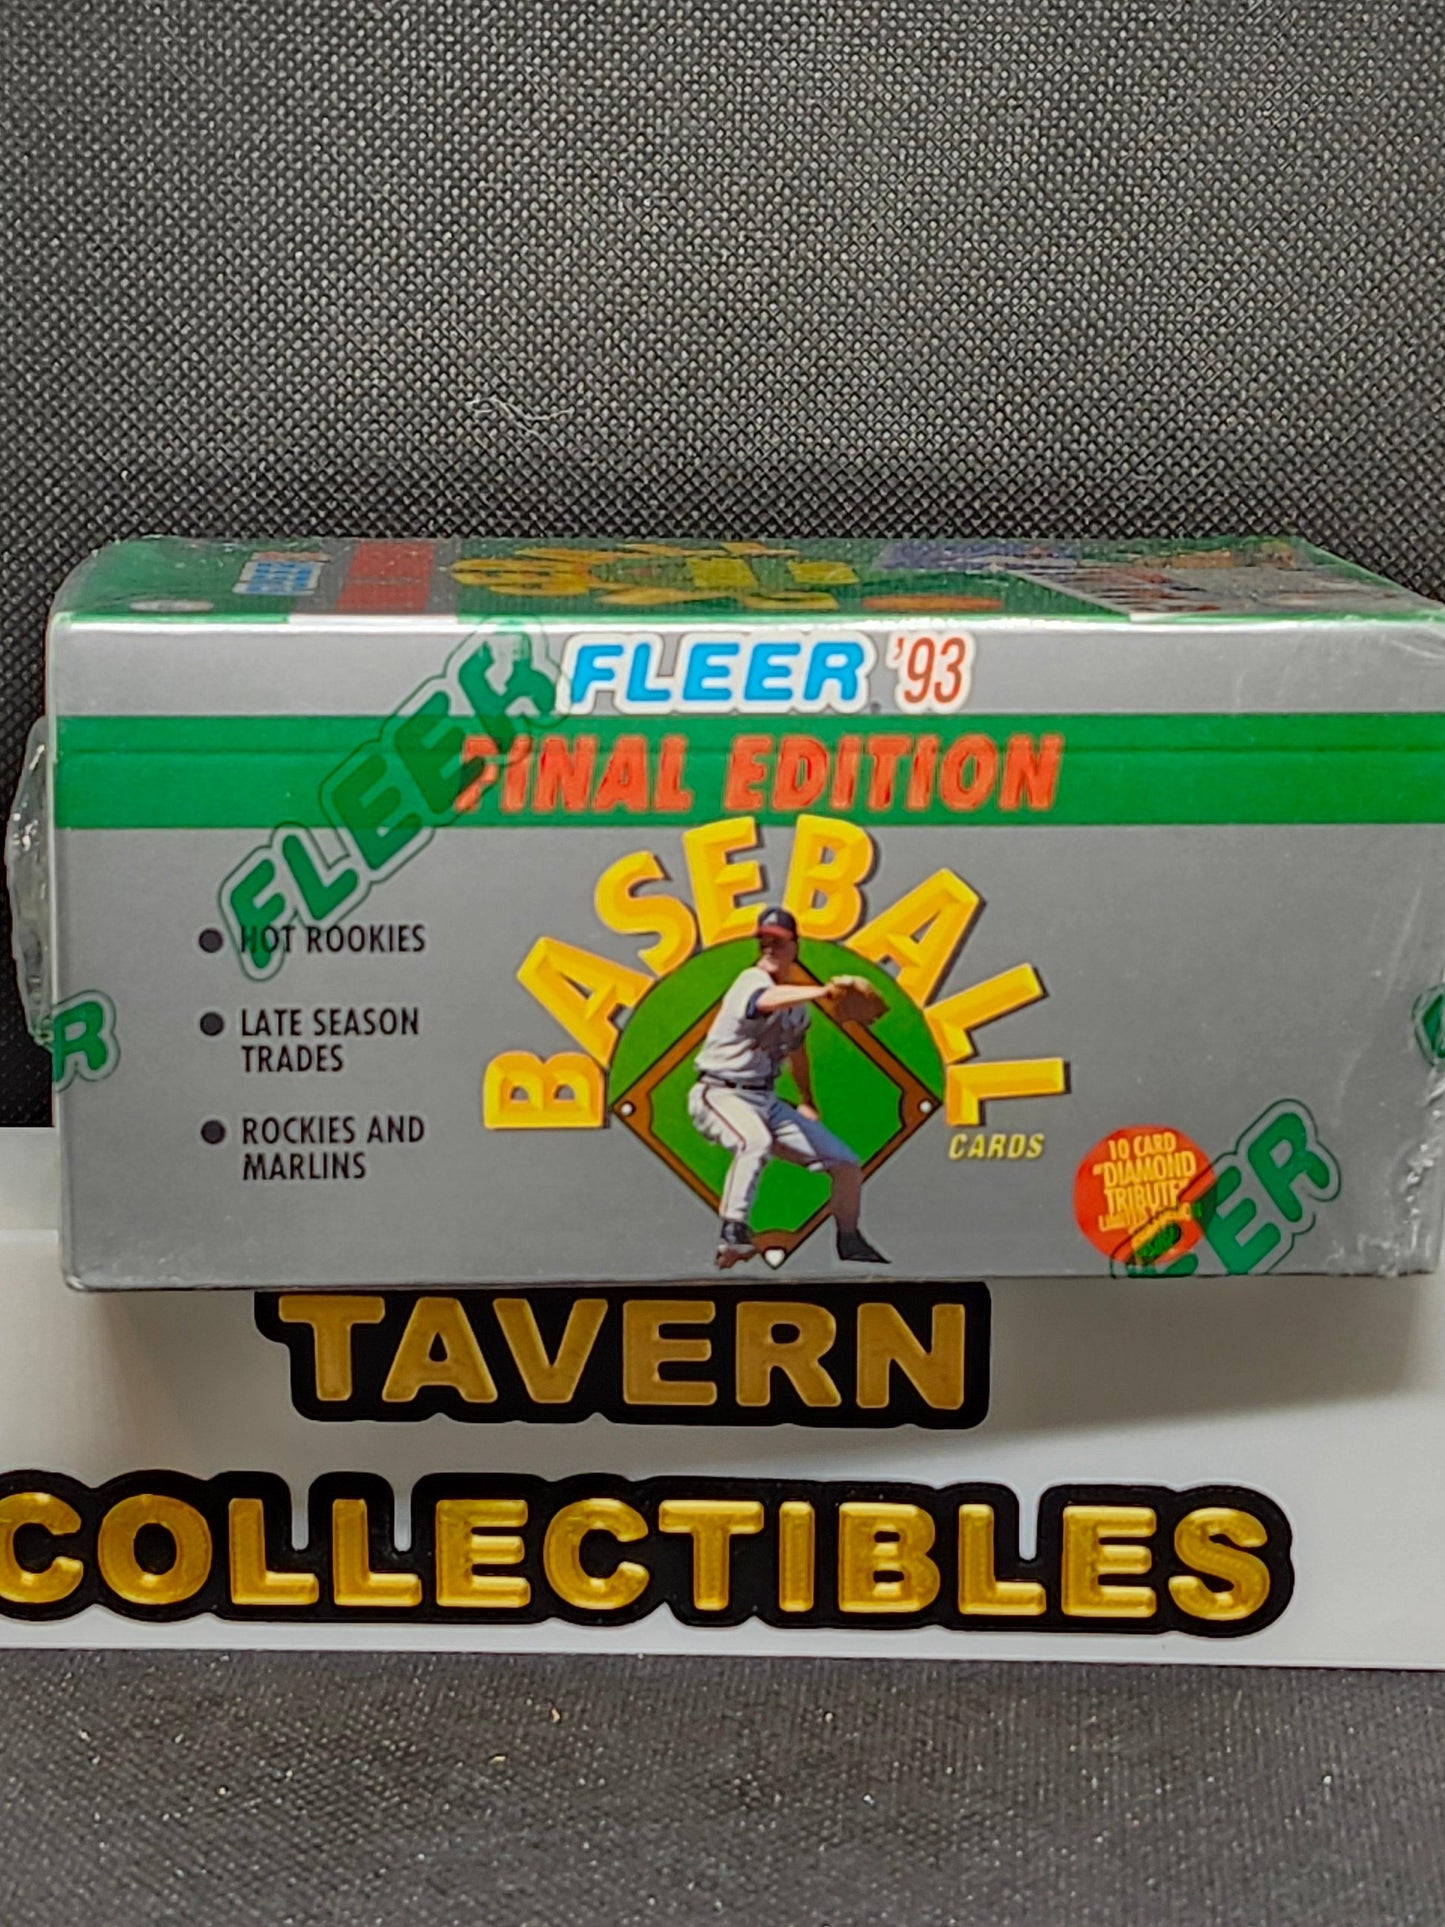 FLEER '93
FINAL EDITION
BASEBALL
CARDS
FLEER
HOT ROOKIES
LATE SEASON
TRADES
ROCKIES AND
MARLINS
10 CARD
"DIAMOND
TRIBUTE"
R
EER
TAVERN
COLLECTIBLES